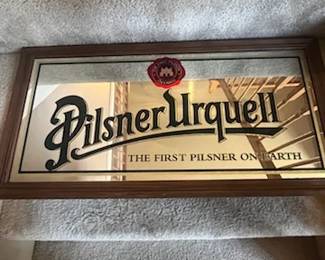 Pilsner Urquell
THE FIRST PILSNER ON EARTH